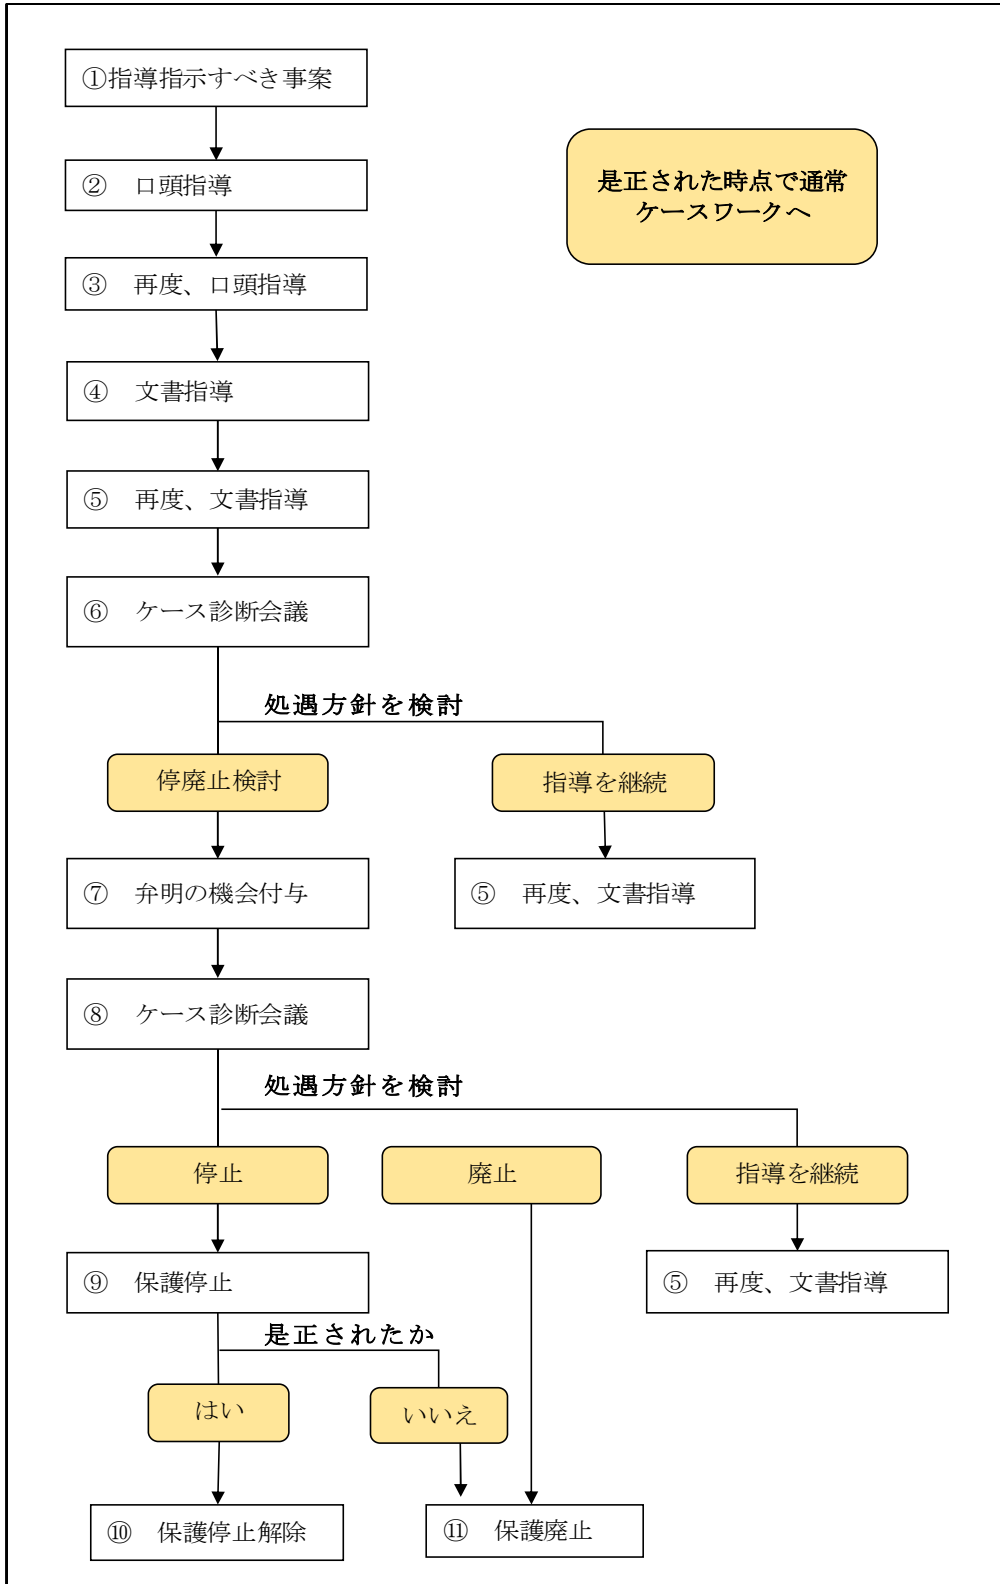 ①指導指示すべき事案
② 口頭指導
是正された時点で通常
ケースワークへ
③ 再度、口頭指導
④ 文書指導
⑤ 再度、文書指導
⑥ ケース診断会議
処遇方針を検討
停廃止検討
指導を継続
⑦ 弁明の機会付与
⑤ 再度、文書指導
⑧ ケース診断会議
処遇方針を検討
停止
廃止
指導を継続
⑨ 保護停止
⑤ 再度、文書指導
是正されたか
はい
いいえ
⑩ 保護停止解除
⑪ 保護廃止